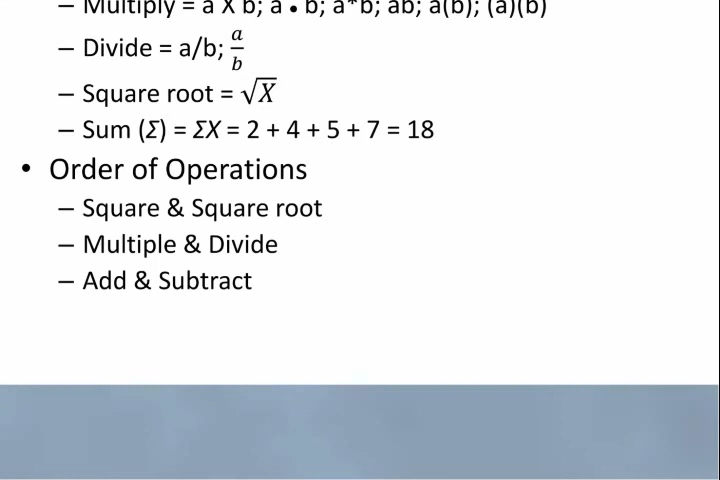 – Multiply = a X b; a • b; a*b; ab; a(b); (a)(b)
– Divide = a/b; a/b
– Square root = √X
– Sum (Σ) = ΣX = 2 + 4 + 5 + 7 = 18
• Order of Operations
– Square & Square root
– Multiple & Divide
– Add & Subtract